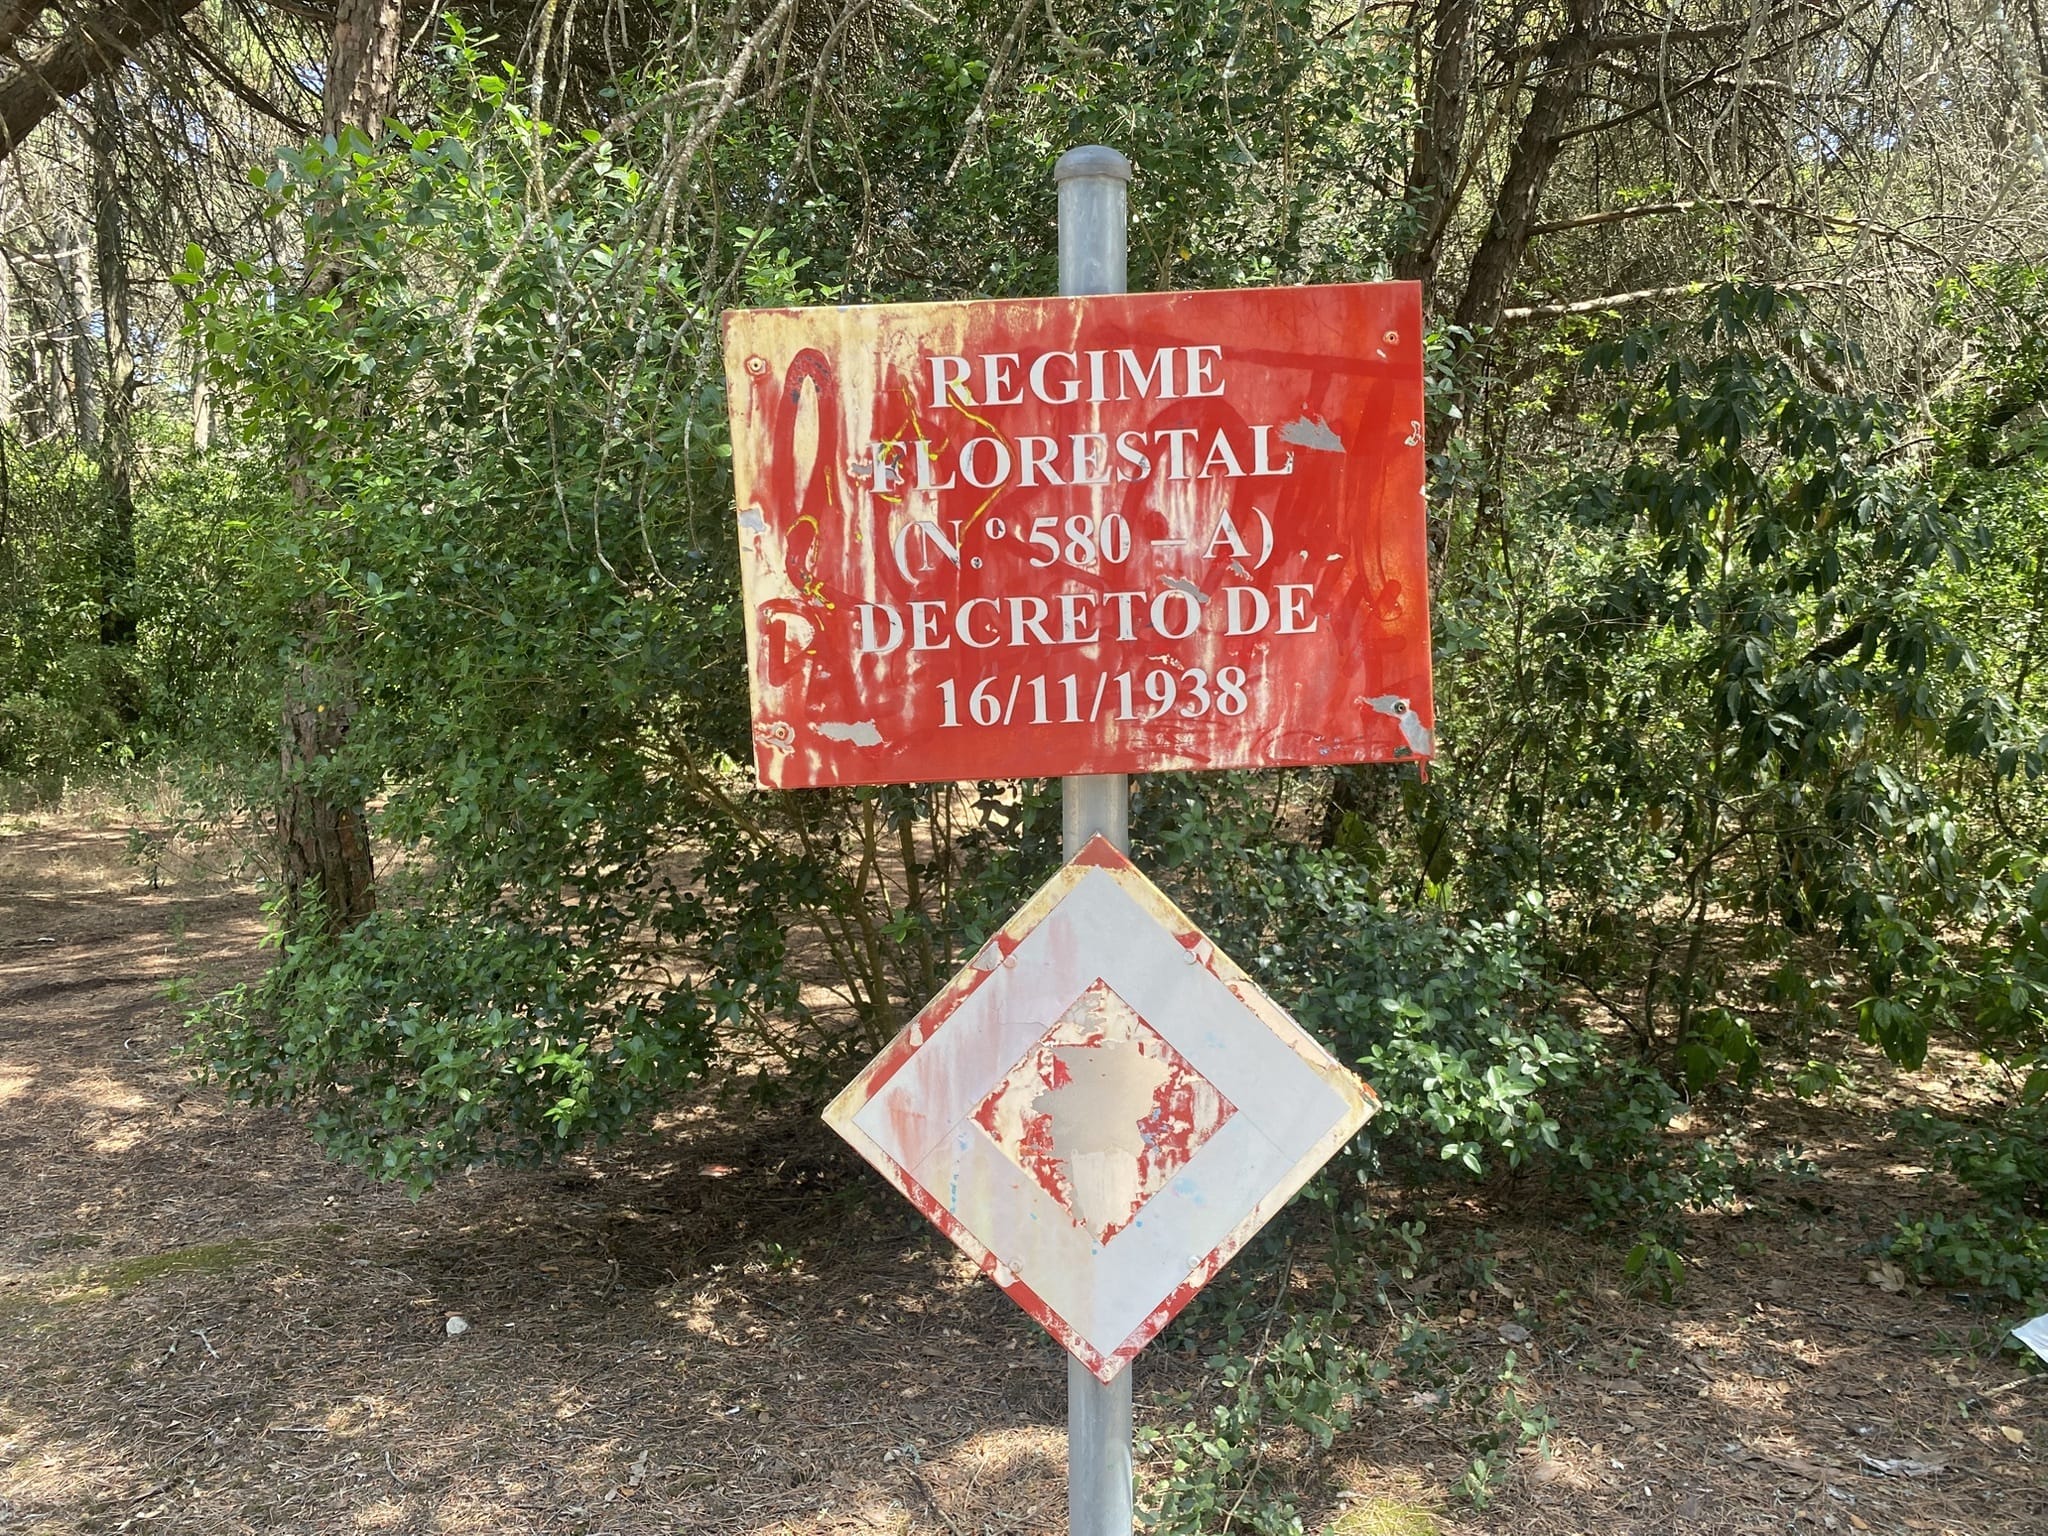 REGIME
FLORESTAL
(N.º 580 – A)
DECRETO DE
16/11/1938